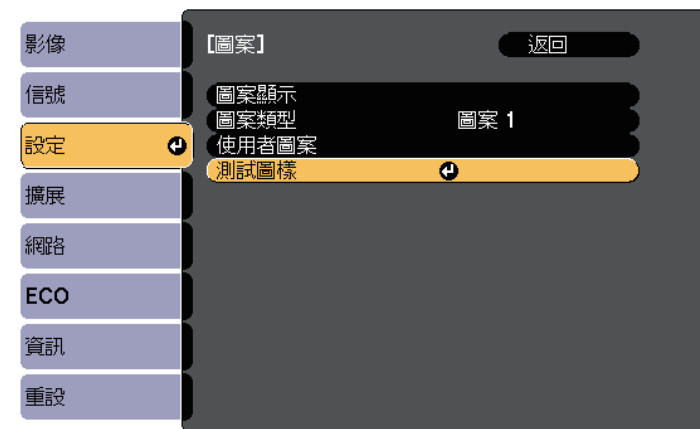 影像
信號
設定
擴展
網路
ECO
資訊
重設
[圖案] 返回
圖案顯示
圖案類型 圖案 1
使用者圖案
測試圖樣